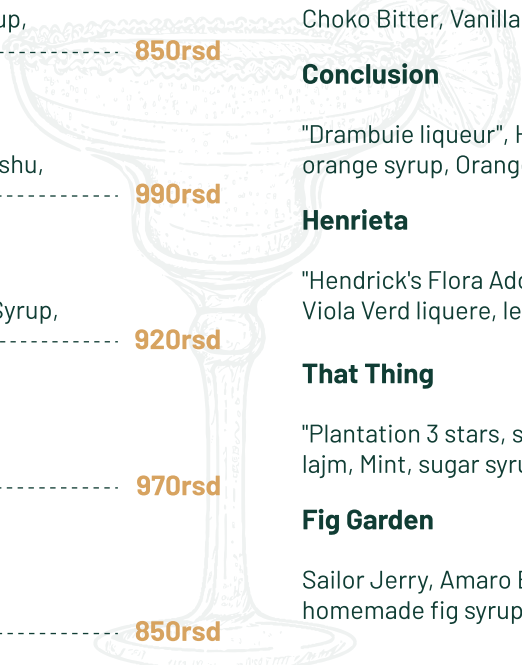 up,
850rsd
shu,
990rsd
Syrup,
920rsd
970rsd
850rsd
Choko Bitter, Vanilla
Conclusion
"Drambuie liqueur", H
orange syrup, Orang
Henrieta
"Hendrick's Flora Ado
Viola Verd liquere, le
That Thing
"Plantation 3 stars, s
lajm, Mint, sugar syru
Fig Garden
Sailor Jerry, Amaro
homemade fig syrup